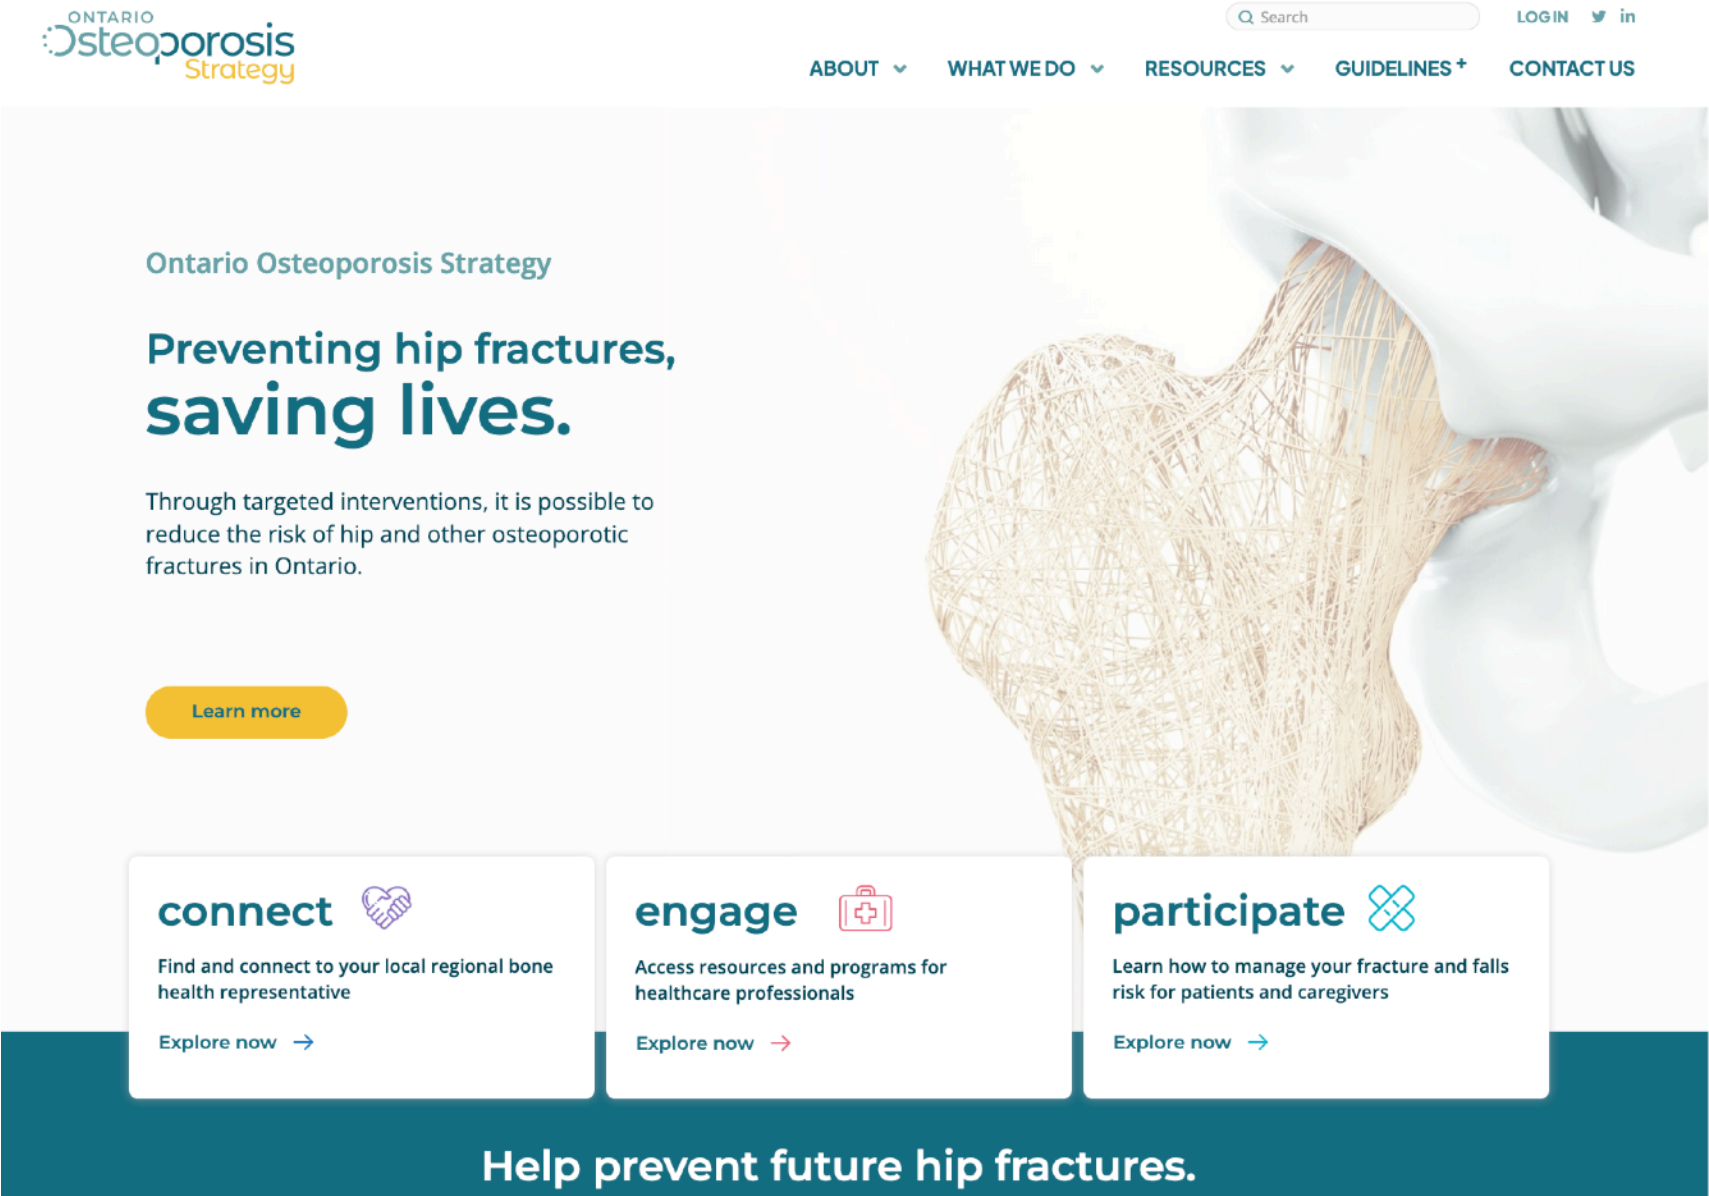 ONTARIO
Osteoporosis
Strategy
Search
LOGIN
in
ABOUT
WHAT WE DO
RESOURCES
GUIDELINES+
CONTACT US
Ontario Osteoporosis Strategy
Preventing hip fractures,
saving lives.
Through targeted interventions, it is possible to
reduce the risk of hip and other osteoporotic
fractures in Ontario.
Learn more
connect
Find and connect to your local regional bone
health representative
Explore now
engage
Access resources and programs for
healthcare professionals
Explore now
participate
Learn how to manage your fracture and falls
risk for patients and caregivers
Explore now
Help prevent future hip fractures.